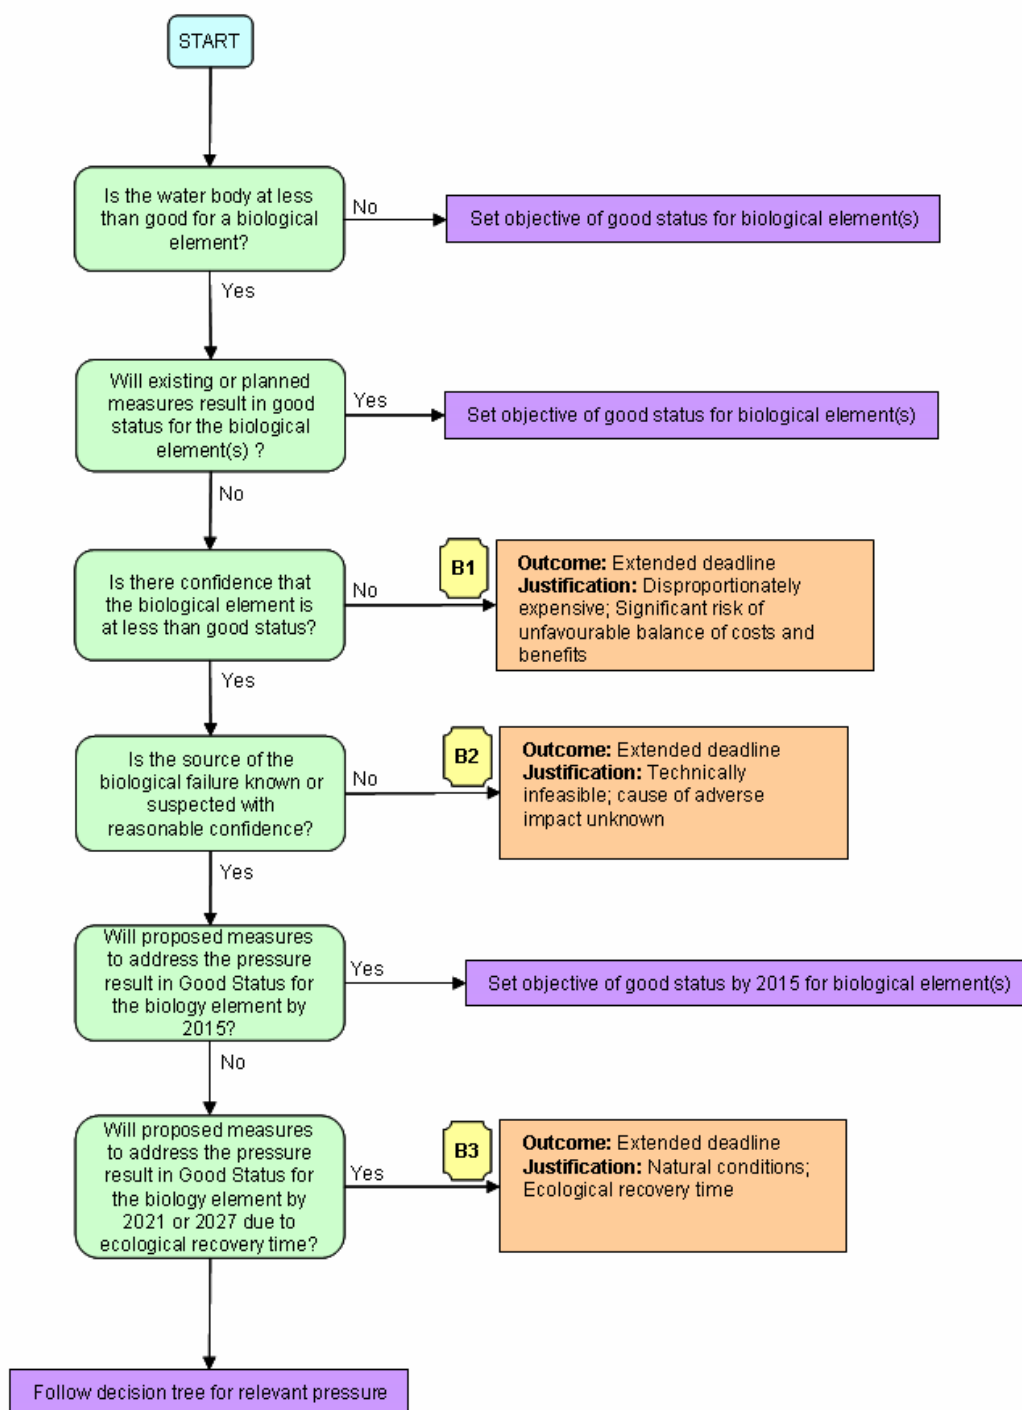 START
Is the water body at less
than good for a biological
element?
No
Set objective of good status for biological element(s)
Yes
Will existing or planned
measures result in good
status for the biological
element(s) ?
Yes
Set objective of good status for biological element(s)
No
Is there confidence that
the biological element is
at less than good status?
No
B1
Outcome: Extended deadline
Justification: Disproportionately
expensive; Significant risk of
unfavourable balance of costs and
benefits
Yes
Is the source of the
biological failure known or
suspected with
reasonable confidence?
No
B2
Outcome: Extended deadline
Justification: Technically
infeasible; cause of adverse
impact unknown
Yes
Will proposed measures
to address the pressure
result in Good Status for
the biology element by
2015?
Yes
Set objective of good status by 2015 for biological element(s)
No
Will proposed measures
to address the pressure
result in Good Status for
the biology element by
2021 or 2027 due to
ecological recovery time?
Yes
B3
Outcome: Extended deadline
Justification: Natural conditions;
Ecological recovery time
Follow decision tree for relevant pressure